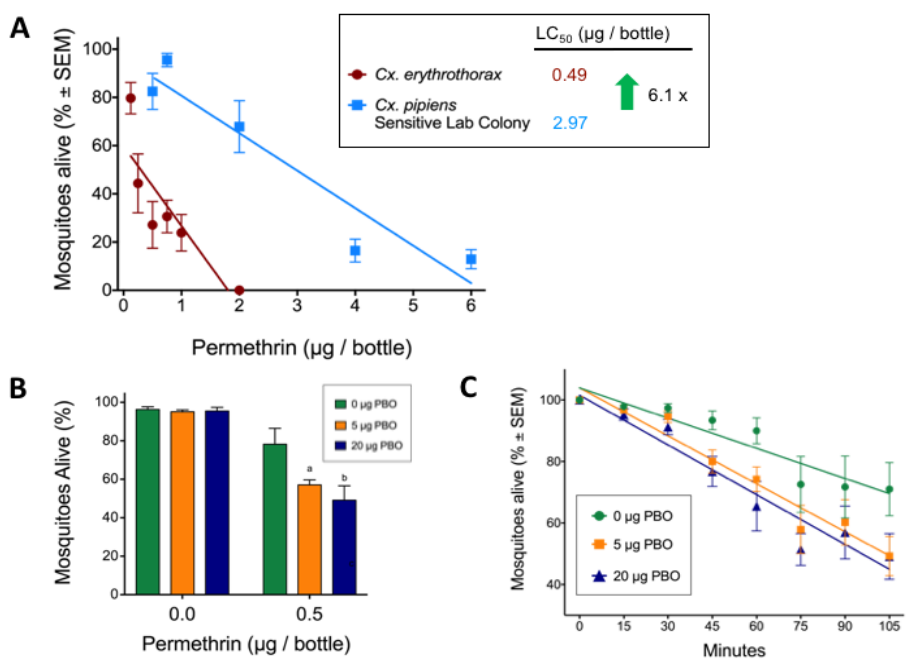 A
Mosquitoes alive (% ± SEM)
100
80
60
40
20
0
0 1 2 3 4 5 6
Permethrin (µg / bottle)
LC50 (µg / bottle)
Cx. erythrothorax 0.49
Cx. pipiens
Sensitive Lab Colony 2.97
6.1 x
B
Mosquitoes Alive (%)
100
80
60
40
20
0
0 µg PBO
5 µg PBO
20 µg PBO
a
b
0.0 0.5
Permethrin (µg / bottle)
C
Mosquitoes alive (% ± SEM)
100
80
60
40
0 µg PBO
5 µg PBO
20 µg PBO
0 15 30 45 60 75 90 105
Minutes